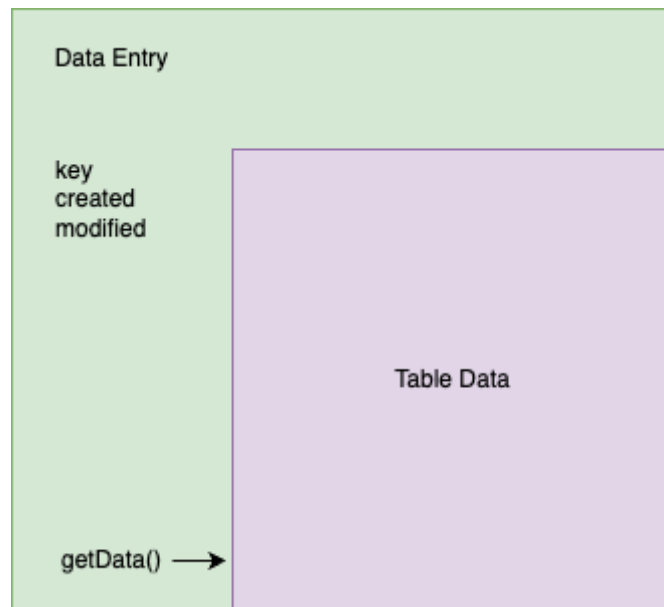 Data Entry
key
created
modified
Table Data
getData()